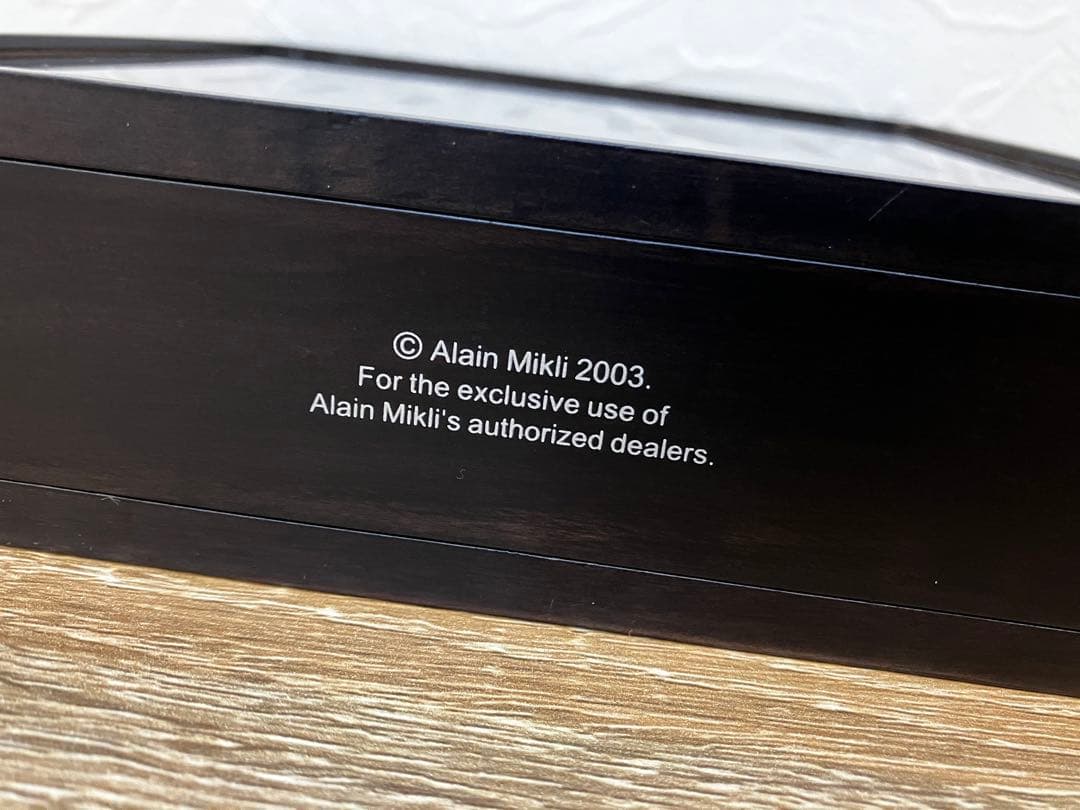 © Alain Mikli 2003.
For the exclusive use of
Alain Mikli's authorized dealers.